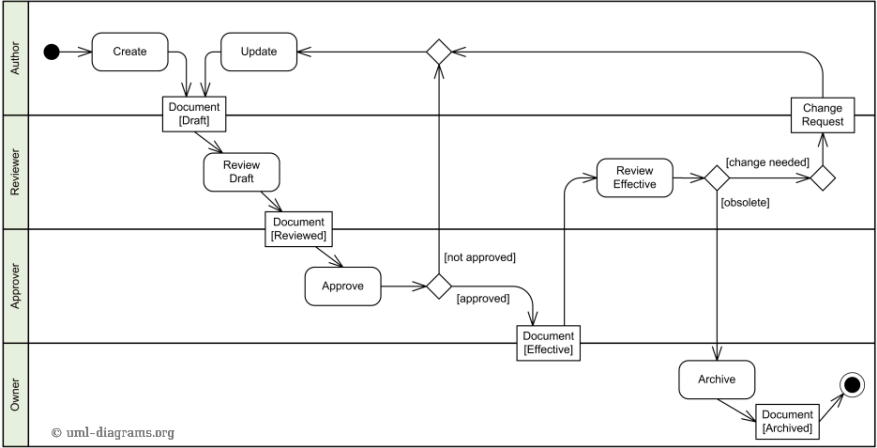 Author
Create
Update
Document
[Draft]
Change
Request
Reviewer
Review
Draft
Review
Effective
[change needed]
[obsolete]
Document
[Reviewed]
Approver
[not approved]
Approve
[approved]
Document
[Effective]
Owner
Archive
Document
[Archived]
© uml-diagrams.org